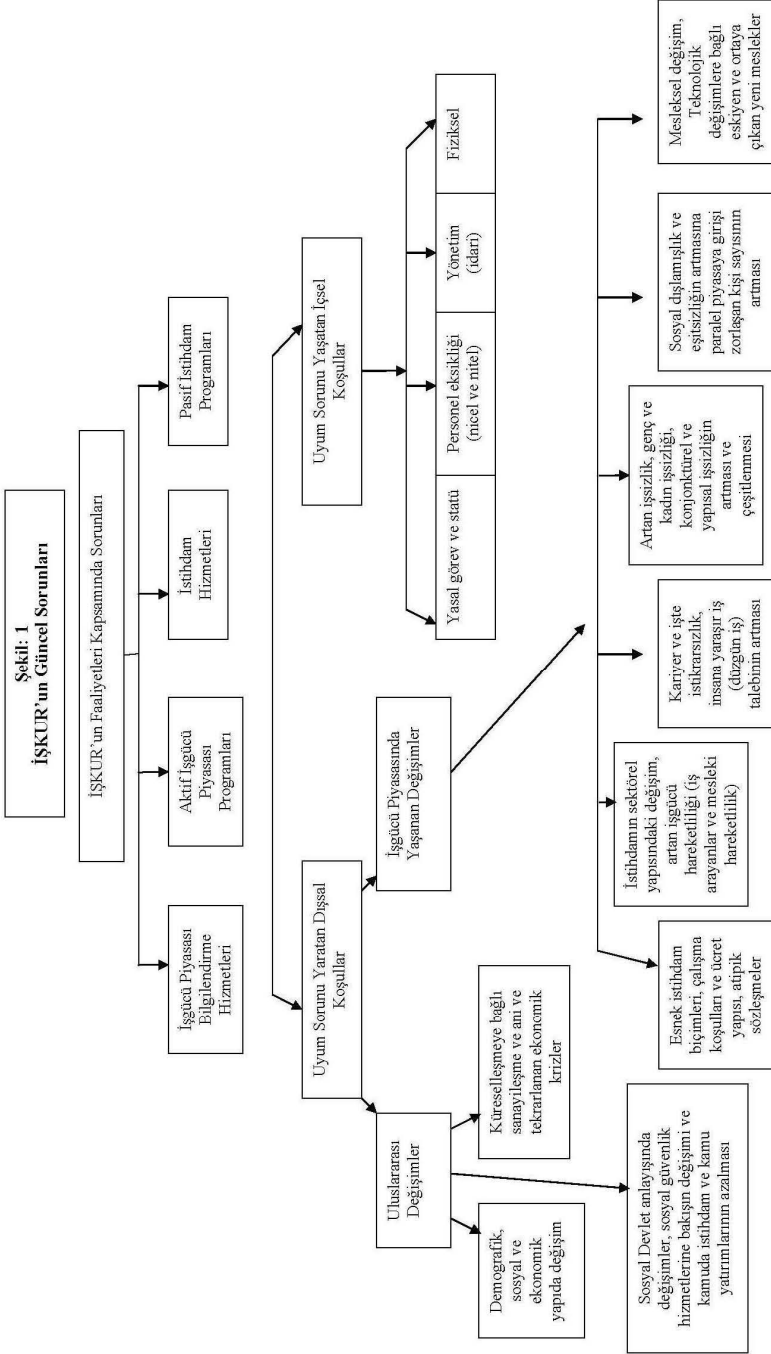 Şekil: 1
İŞKUR’un Güncel Sorunları
İŞKUR’un Faaliyetleri Kapsamında Sorunları
İşgücü Piyasası
Bilgilendirme
Hizmetleri
Aktif İşgücü
Piyasası
Programları
İstihdam
Hizmetleri
Pasif İstihdam
Programları
Uyum Sorunu Yaratan Dışsal
Koşullar
Uyum Sorunu Yaşatan İçsel
Koşullar
Uluslararası
Değişimler
İşgücü Piyasasında
Yaşanan Değişimler
Yasal görev ve statü
Personel eksikliği
(nicel ve nitel)
Yönetim
(idari)
Fiziksel
Demografik,
sosyal ve
ekonomik
yapıda değişim
Küreselleşmeye bağlı
sanayileşme ve ani ve
tekrarlanan ekonomik
krizler
Sosyal Devlet anlayışında
değişimler, sosyal güvenlik
hizmetlerine bakışın değişimi ve
kamuda istihdam ve kamu
yatırımlarının azalması
Esnek istihdam
biçimleri, çalışma
koşulları ve ücret
yapısı, atipik
sözleşmeler
İstihdamın sektörel
yapısındaki değişim,
artan işgücü
hareketliliği (iş
arayanlar ve mesleki
hareketlilik)
Kariyer ve işte
istikrarsızlık,
insana yaraşır iş
(düzgün iş)
talebinin artması
Artan işsizlik, genç ve
kadın işsizliği,
konjonktürel ve
yapısal işsizliğin
artması ve
çeşitlenmesi
Sosyal dışlamışlık ve
eşitsizliğin artmasına
paralel piyasaya girişi
zorlaşan kişi sayısının
artması
Mesleksel değişim,
Teknolojik
değişimlere bağlı
eskiyen ve ortaya
çıkan yeni meslekler